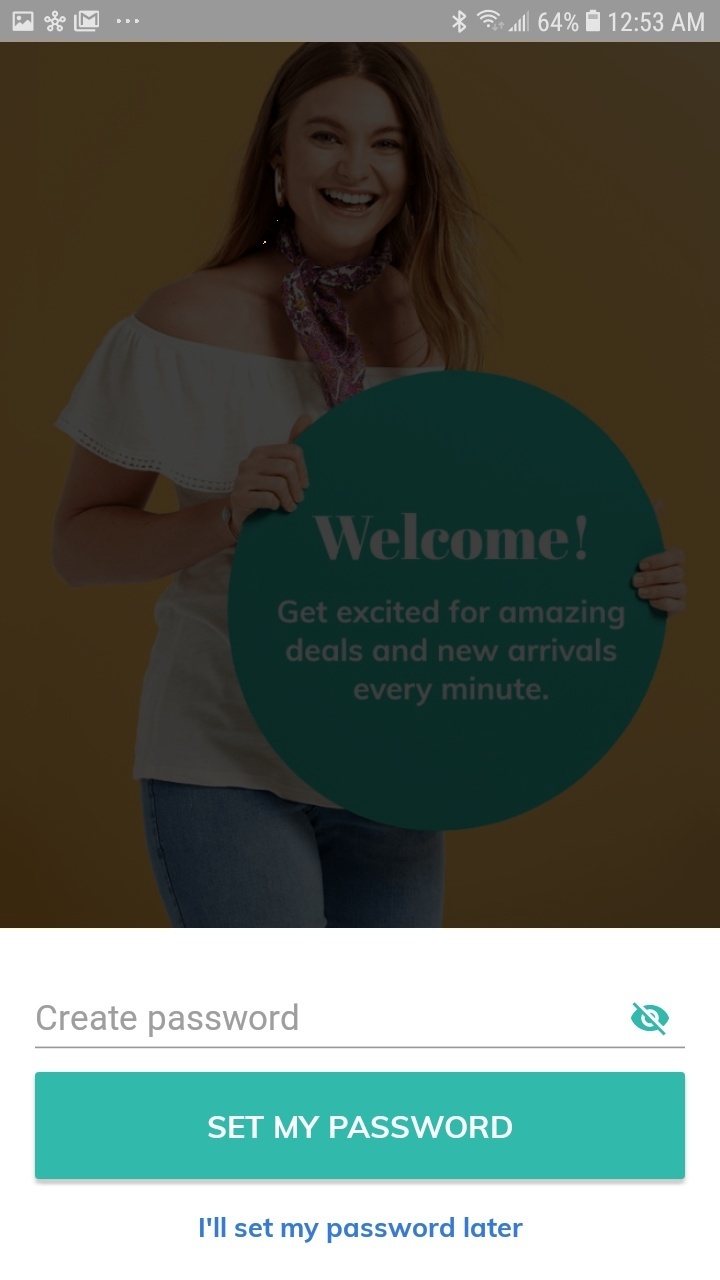 64% 12:53 AM
Welcome!
Get excited for amazing
deals and new arrivals
every minute.
Create password
SET MY PASSWORD
I'll set my password later